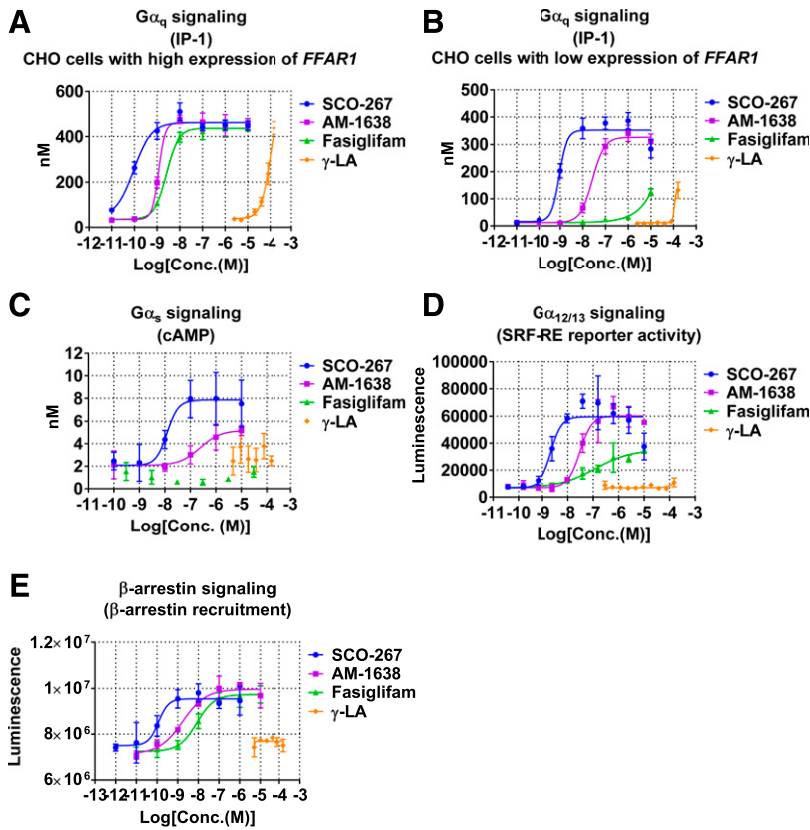 A
Gαq signaling
(IP-1)
CHO cells with high expression of FFAR1
600
400
200
0
nM
-12 -11 -10 -9 -8 -7 -6 -5 -4 -3
Log[Conc.(M)]
SCO-267
AM-1638
Fasiglifam
γ-LA
B
Gαq signaling
(IP-1)
CHO cells with low expression of FFAR1
500
400
300
200
100
0
nM
-12 -11 -10 -9 -8 -7 -6 -5 -4 -3
Log[Conc.(M)]
SCO-267
AM-1638
Fasiglifam
γ-LA
C
Gαs signaling
(cAMP)
12
10
8
6
4
2
0
nM
-11 -10 -9 -8 -7 -6 -5 -4 -3
Log[Conc. (M)]
SCO-267
AM-1638
Fasiglifam
γ-LA
D
Gα12/13 signaling
(SRF-RE reporter activity)
100000
80000
60000
40000
20000
0
Luminescence
-11 -10 -9 -8 -7 -6 -5 -4 -3
Log[Conc.(M)]
SCO-267
AM-1638
Fasiglifam
γ-LA
E
β-arrestin signaling
(β-arrestin recruitment)
1.2×10⁷
1×10⁷
8×10⁶
6×10⁶
Luminescence
-13 -12 -11 -10 -9 -8 -7 -6 -5 -4 -3
Log[Conc.(M)]
SCO-267
AM-1638
Fasiglifam
γ-LA